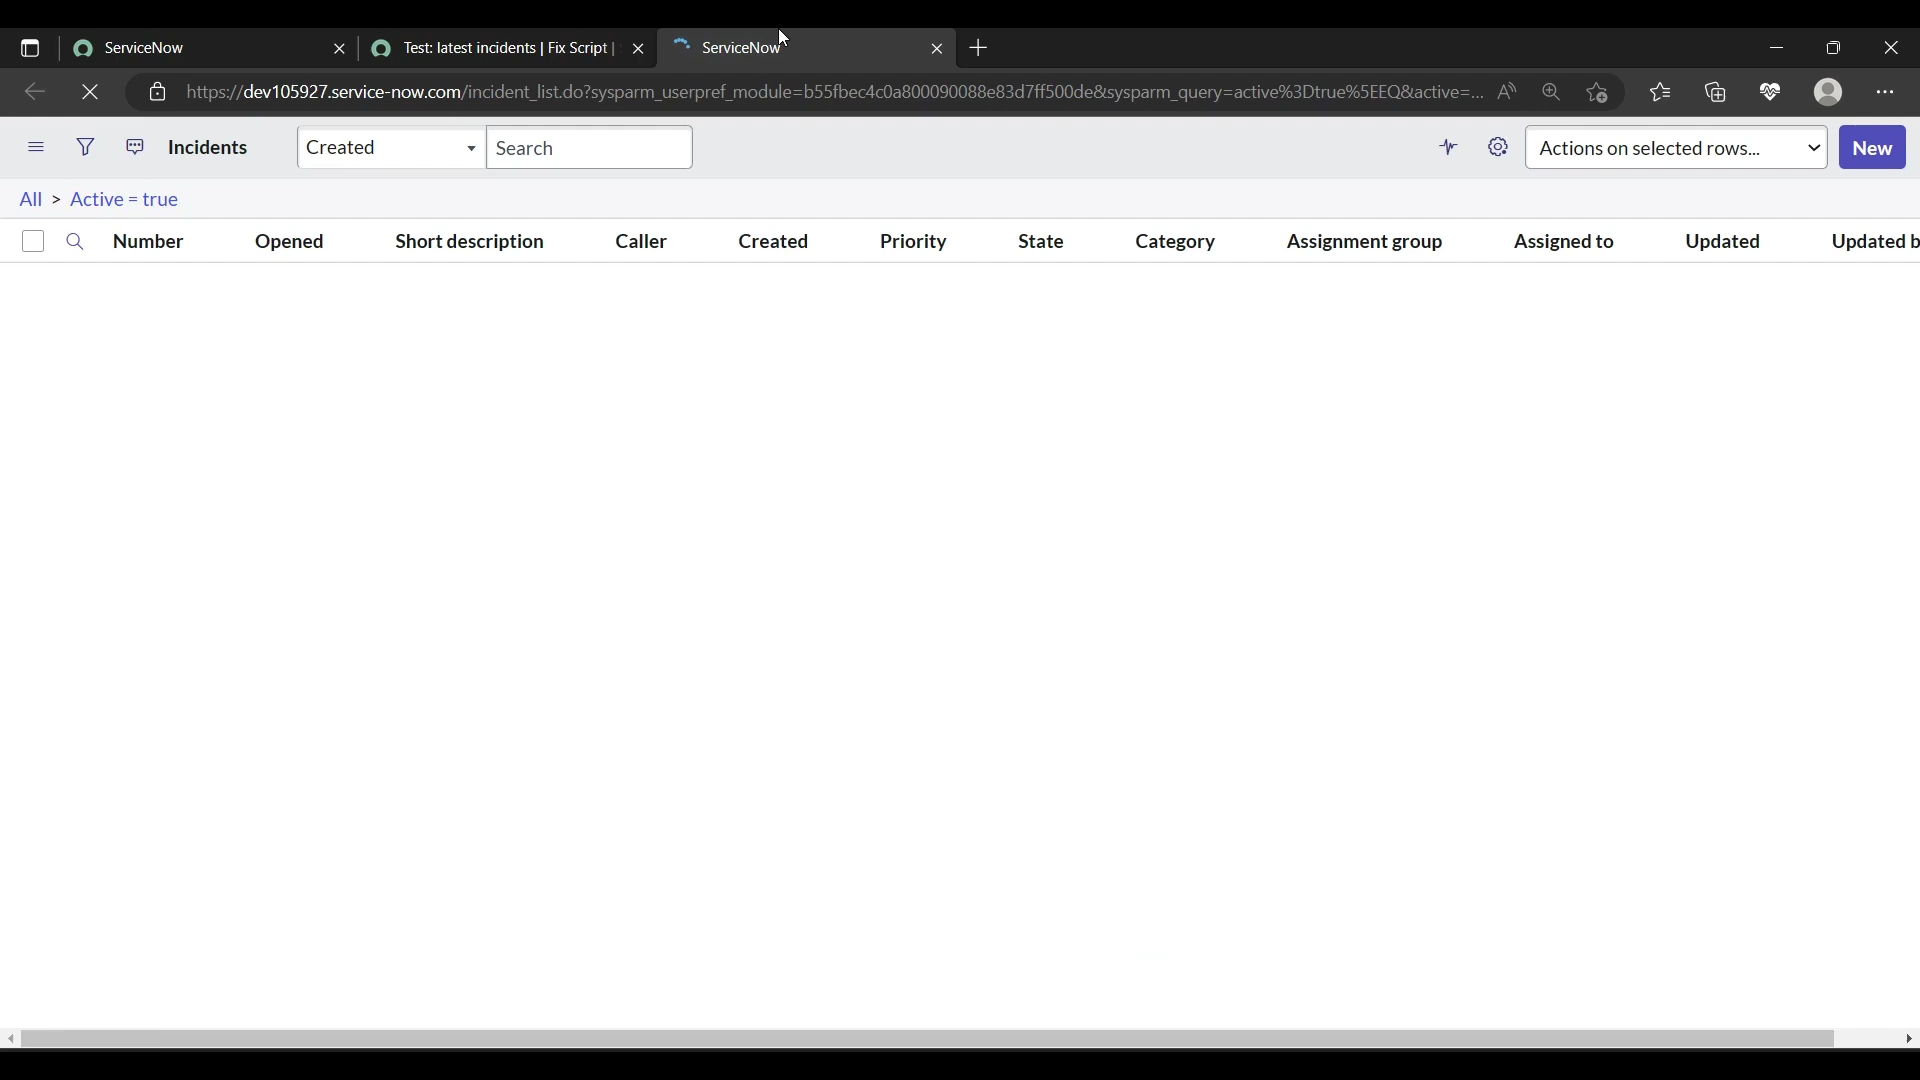 ServiceNow
Test: latest incidents | Fix Script |
ServiceNow
https://dev105927.service-now.com/incident_list.do?sysparm_userpref_module=b55fbec4c0a800090088e83d7ff500de&sysparm_query=active%3Dtrue%5EEQ&active=...
Incidents Created Search Actions on selected rows... New
All > Active = true
Number Opened Short description Caller Created Priority State Category Assignment group Assigned to Updated Updated b